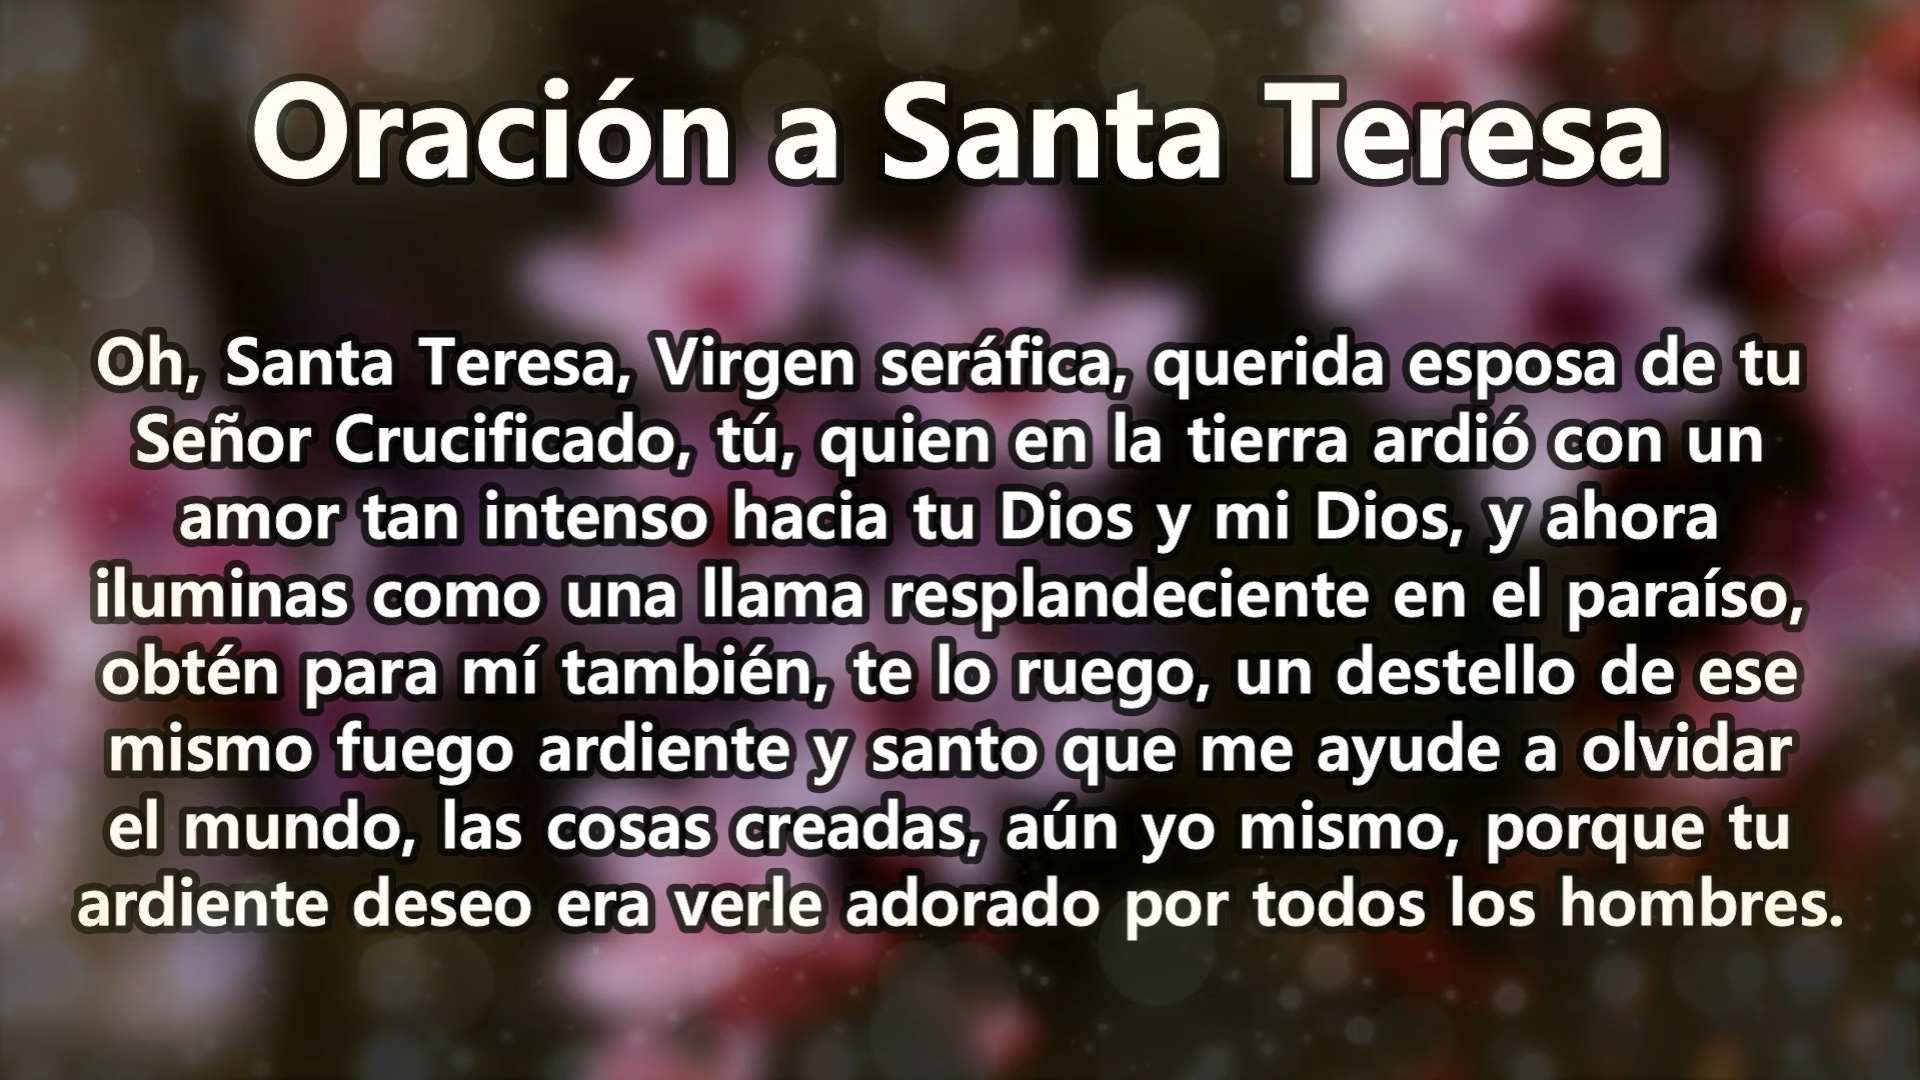 Oración a Santa Teresa
Oh, Santa Teresa, Virgen seráfica, querida esposa de tu
Señor Crucificado, tú, quien en la tierra ardió con un
amor tan intenso hacia tu Dios y mi Dios, y ahora
iluminas como una llama resplandeciente en el paraíso,
obtén para mí también, te lo ruego, un destello de ese
mismo fuego ardiente y santo que me ayude a olvidar
el mundo, las cosas creadas, aún yo mismo, porque tu
ardiente deseo era verle adorado por todos los hombres.